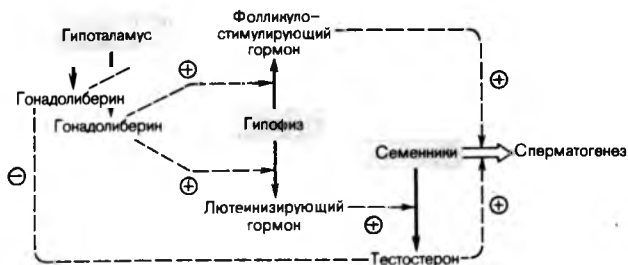 Фолликуло-
стимулирующий
гормон
Гипоталамус
⊕
⊕
Гонадолиберин
Гонадолиберин
Гипофиз
Семенники
Сперматогенез
⊖
⊕
⊕
Лютеинизирующий
гормон
⊕
Тестостерон